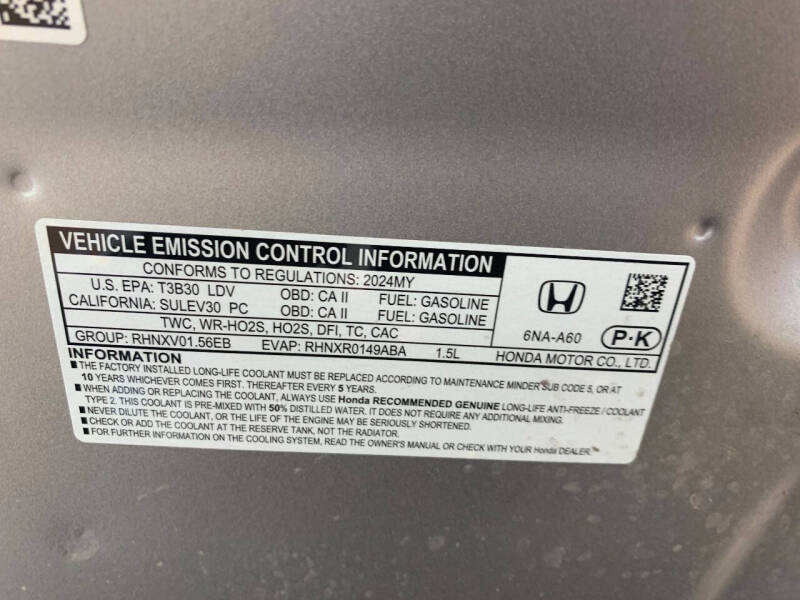 VEHICLE EMISSION CONTROL INFORMATION
CONFORMS TO REGULATIONS: 2024MY
U.S. EPA: T3B30 LDV OBD: CA II FUEL: GASOLINE
CALIFORNIA: SULEV30 PC OBD: CA II FUEL: GASOLINE
TWC, WR-HO2S, HO2S, DFI, TC, CAC
GROUP: RHNXV01.56EB EVAP: RHNXR0149ABA 1.5L
6NA-A60
P·K
HONDA MOTOR CO., LTD.
INFORMATION
■ THE FACTORY INSTALLED LONG-LIFE COOLANT MUST BE REPLACED ACCORDING TO MAINTENANCE MINDER SUB CODE 5, OR AT
10 YEARS WHICHEVER COMES FIRST. THEREAFTER EVERY 5 YEARS.
■ WHEN ADDING OR REPLACING THE COOLANT, ALWAYS USE Honda RECOMMENDED GENUINE LONG-LIFE ANTI-FREEZE / COOLANT
TYPE 2. THIS COOLANT IS PRE-MIXED WITH 50% DISTILLED WATER. IT DOES NOT REQUIRE ANY ADDITIONAL MIXING.
■ NEVER DILUTE THE COOLANT, OR THE LIFE OF THE ENGINE MAY BE SERIOUSLY SHORTENED.
■ CHECK OR ADD THE COOLANT AT THE RESERVE TANK, NOT THE RADIATOR.
■ FOR FURTHER INFORMATION ON THE COOLING SYSTEM, READ THE OWNER'S MANUAL OR CHECK WITH YOUR Honda DEALER.